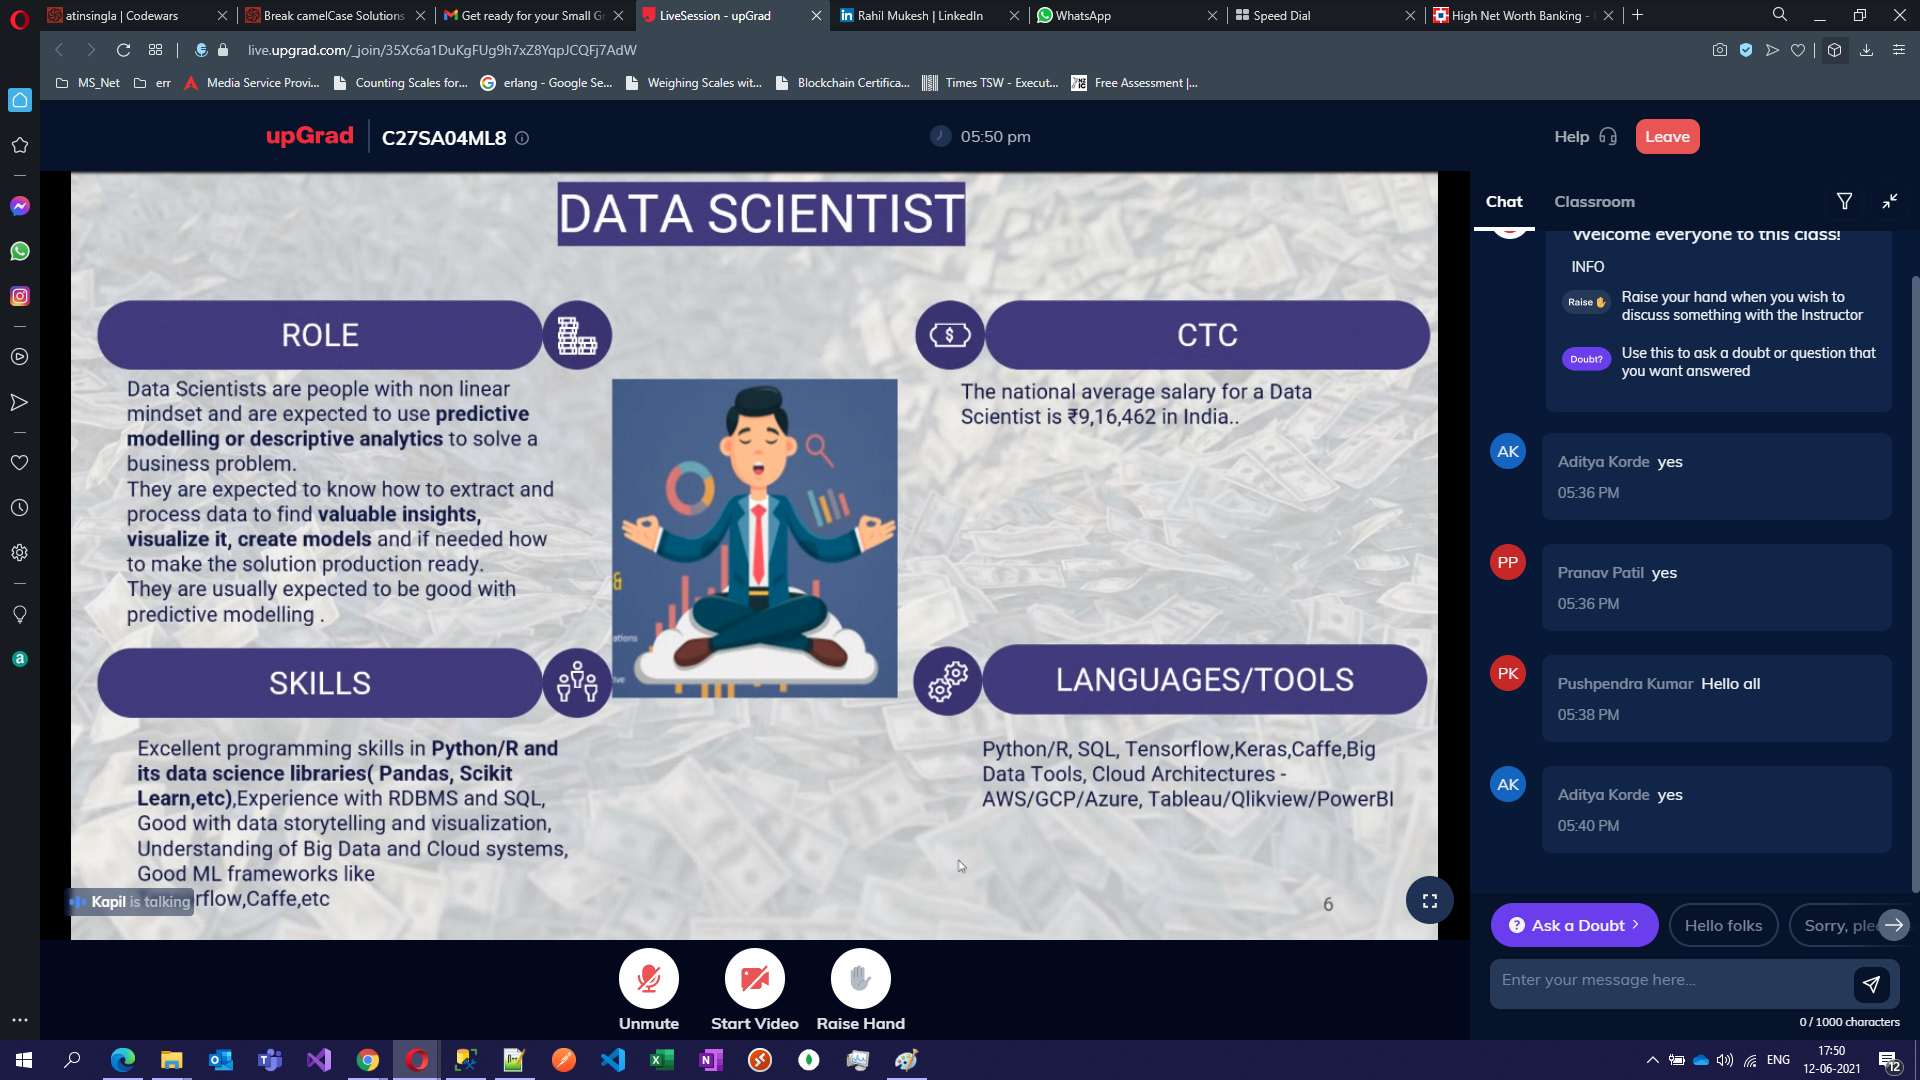 atinsingla | Codewars
Break camelCase Solutions
Get ready for your Small Gr
LiveSession - upGrad
Rahil Mukesh | LinkedIn
WhatsApp
Speed Dial
High Net Worth Banking -
live.upgrad.com/_join/35Xc6a1DuKgFUg9h7xZ8YqpJCQFj7AdW
MS_Net
err
Media Service Provi...
Counting Scales for...
erlang - Google Se...
Weighing Scales wit...
Blockchain Certifica...
Times TSW - Execut...
Free Assessment |...
upGrad
C27SA04ML8
05:50 pm
Help
Leave
DATA SCIENTIST
ROLE
Data Scientists are people with non linear
mindset and are expected to use predictive
modelling or descriptive analytics to solve a
business problem.
They are expected to know how to extract and
process data to find valuable insights,
visualize it, create models and if needed how
to make the solution production ready.
They are usually expected to be good with
predictive modelling .
CTC
The national average salary for a Data
Scientist is ₹9,16,462 in India..
SKILLS
Excellent programming skills in Python/R and
its data science libraries( Pandas, Scikit
Learn,etc),Experience with RDBMS and SQL,
Good with data storytelling and visualization,
Understanding of Big Data and Cloud systems,
Good ML frameworks like
rflow,Caffe,etc
LANGUAGES/TOOLS
Python/R, SQL, Tensorflow,Keras,Caffe,Big
Data Tools, Cloud Architectures -
AWS/GCP/Azure, Tableau/Qlikview/PowerBI
&
ations
ive
6
Kapil is talking
Unmute
Start Video
Raise Hand
Chat
Classroom
Welcome everyone to this class!
INFO
Raise
Raise your hand when you wish to
discuss something with the Instructor
Doubt?
Use this to ask a doubt or question that
you want answered
AK
Aditya Korde yes
05:36 PM
PP
Pranav Patil yes
05:36 PM
PK
Pushpendra Kumar Hello all
05:38 PM
AK
Aditya Korde yes
05:40 PM
Ask a Doubt
Hello folks
Sorry, ple
Enter your message here...
0 / 1000 characters
ENG
17:50
12-06-2021
12